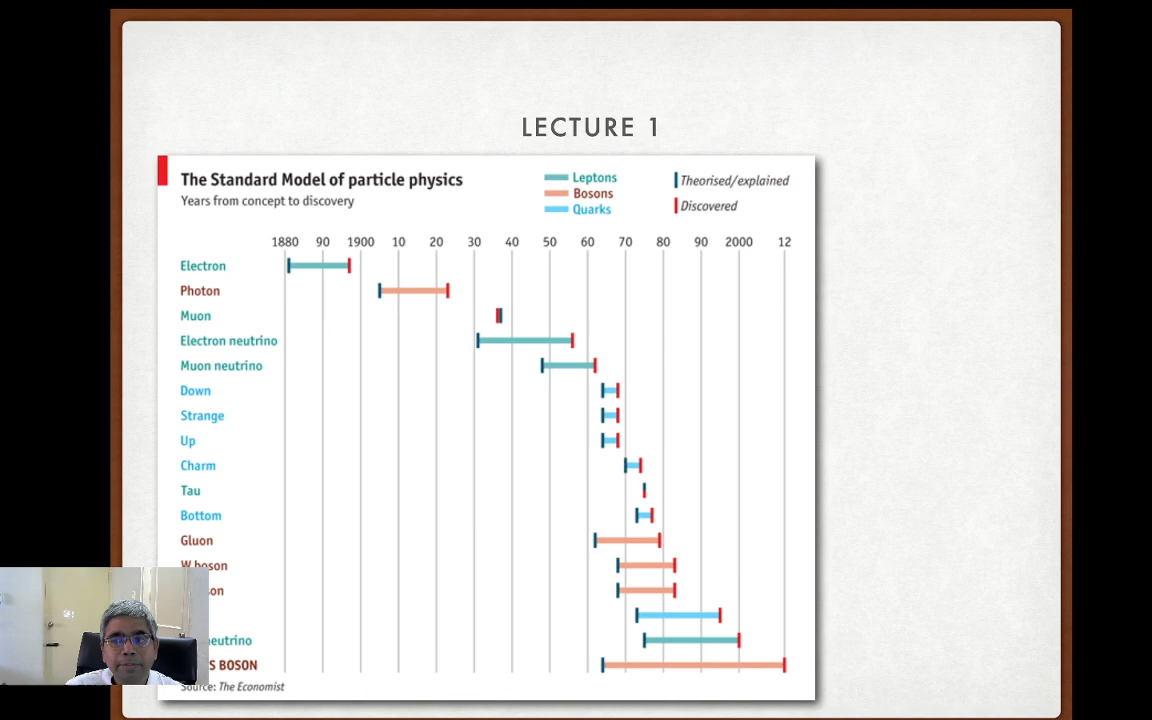 LECTURE 1
The Standard Model of particle physics
Years from concept to discovery
Leptons
Bosons
Quarks
Theorised/explained
Discovered
1880 90 1900 10 20 30 40 50 60 70 80 90 2000 12
Electron
Photon
Muon
Electron neutrino
Muon neutrino
Down
Strange
Up
Charm
Tau
Bottom
Gluon
W boson
neutrino
BOSON
Source: The Economist